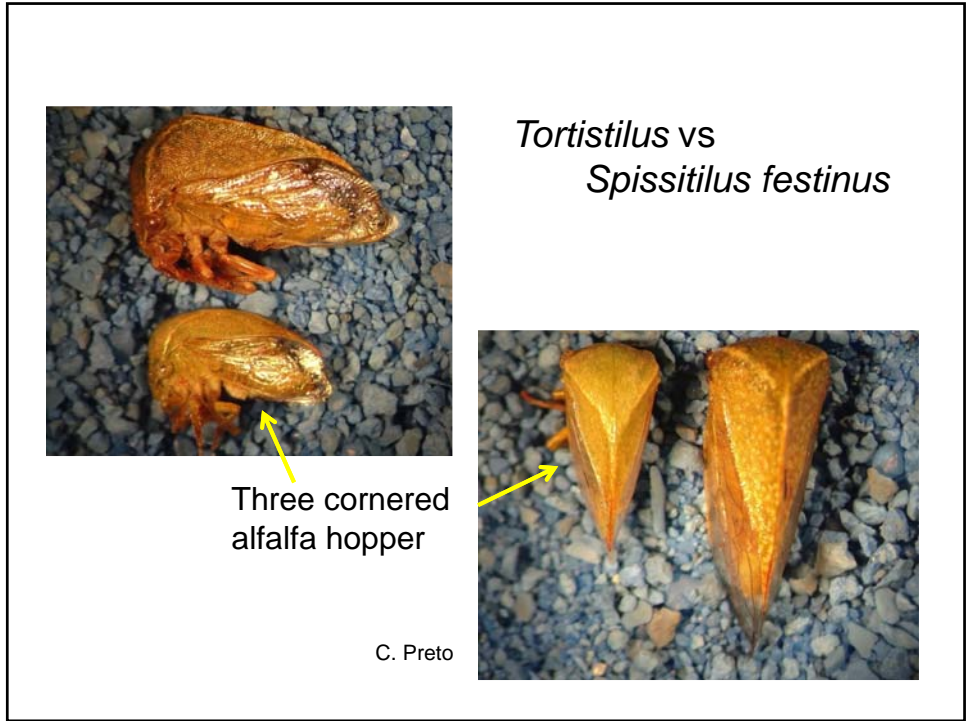 Tortistilus vs
Spissitilus festinus
Three cornered
alfalfa hopper
C. Preto